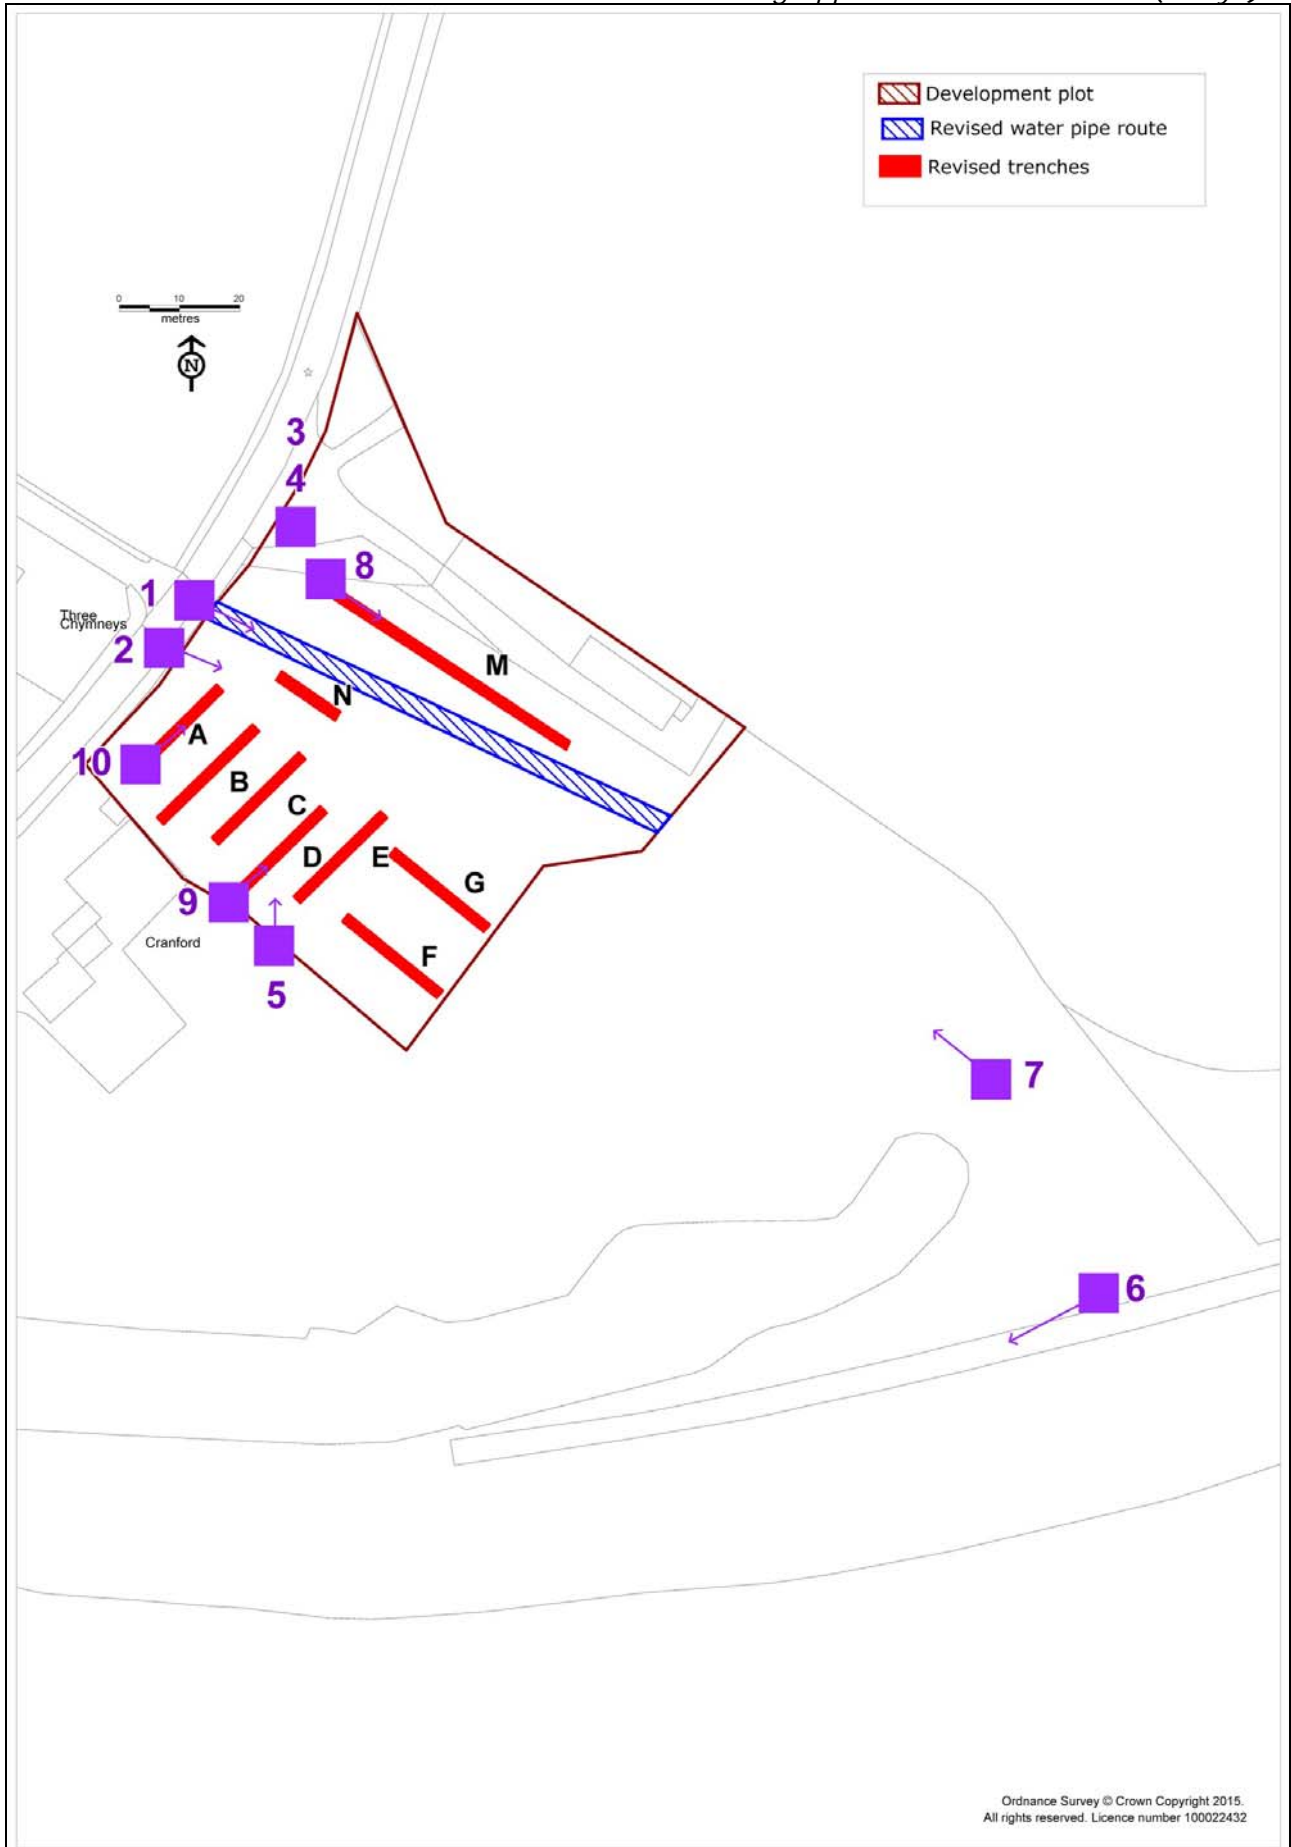 Development plot
Revised water pipe route
Revised trenches
0 10 20
metres
N
3
4
8
1
Three
Chymneys
2
M
N
A
10
B
C
D
E
G
9
Cranford
F
5
7
6
Ordnance Survey © Crown Copyright 2015.
All rights reserved. Licence number 100022432